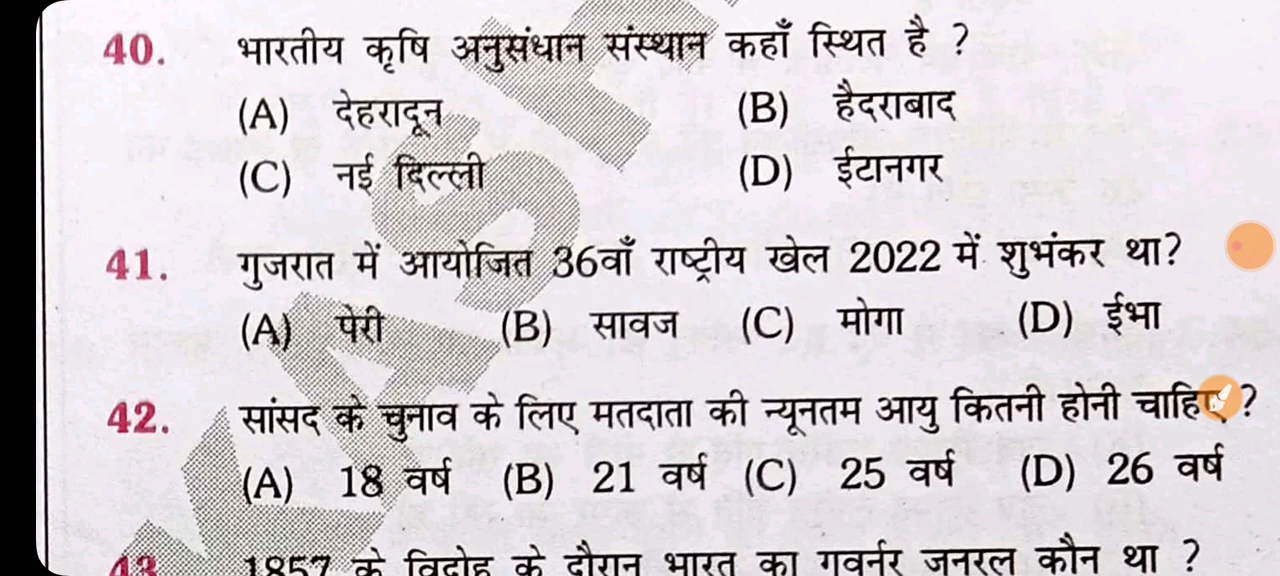 40. भारतीय कृषि अनुसंधान संस्थान कहाँ स्थित है ?
(A) देहरादून (B) हैदराबाद
(C) नई दिल्ली (D) ईटानगर
41. गुजरात में आयोजित 36वाँ राष्ट्रीय खेल 2022 में शुभंकर था?
(A) पेरी (B) सावज (C) मोगा (D) ईभा
42. सांसद के चुनाव के लिए मतदाता की न्यूनतम आयु कितनी होनी चाहिए ?
(A) 18 वर्ष (B) 21 वर्ष (C) 25 वर्ष (D) 26 वर्ष
43. 1857 के विद्रोह के दौरान भारत का गवर्नर जनरल कौन था ?